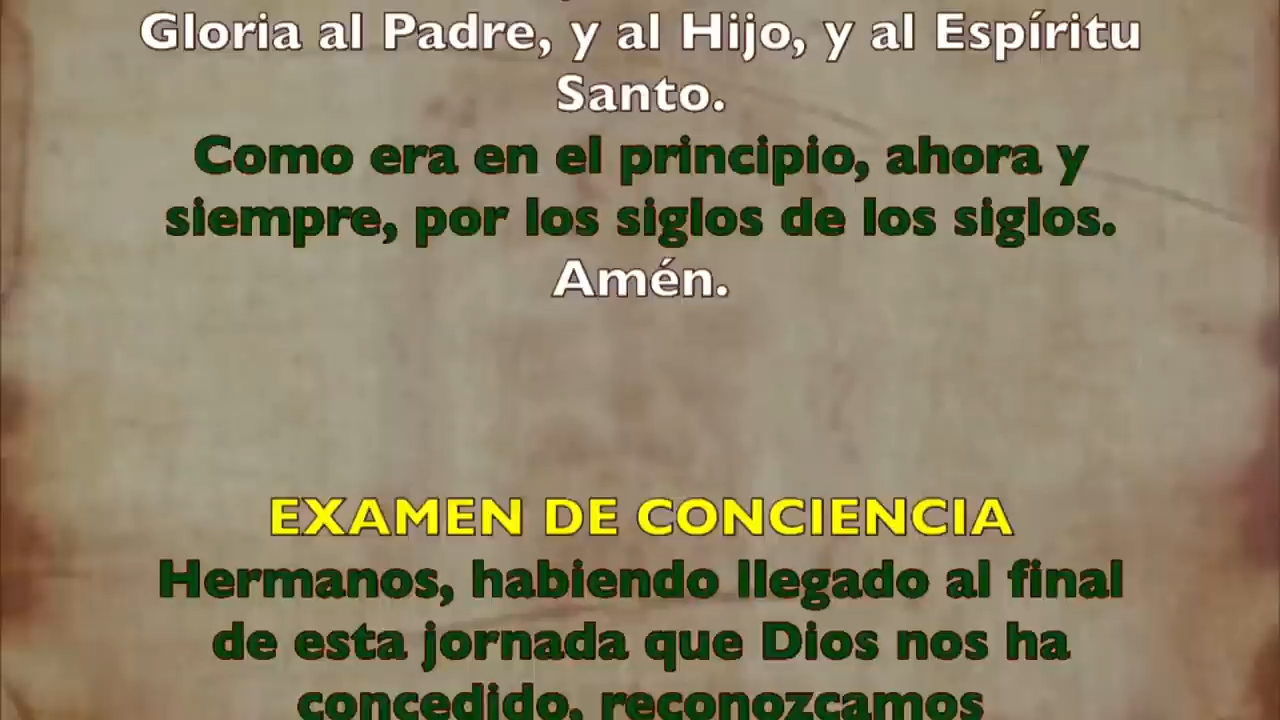 Gloria al Padre, y al Hijo, y al Espíritu
Santo.
Como era en el principio, ahora y
siempre, por los siglos de los siglos.
Amén.
EXAMEN DE CONCIENCIA
Hermanos, habiendo llegado al final
de esta jornada que Dios nos ha
concedido, reconozcamos